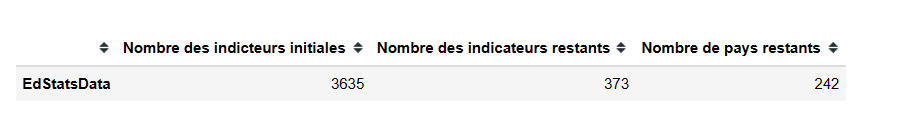 Nombre des indicteurs initiales Nombre des indicateurs restants Nombre de pays restants
EdStatsData 3635 373 242